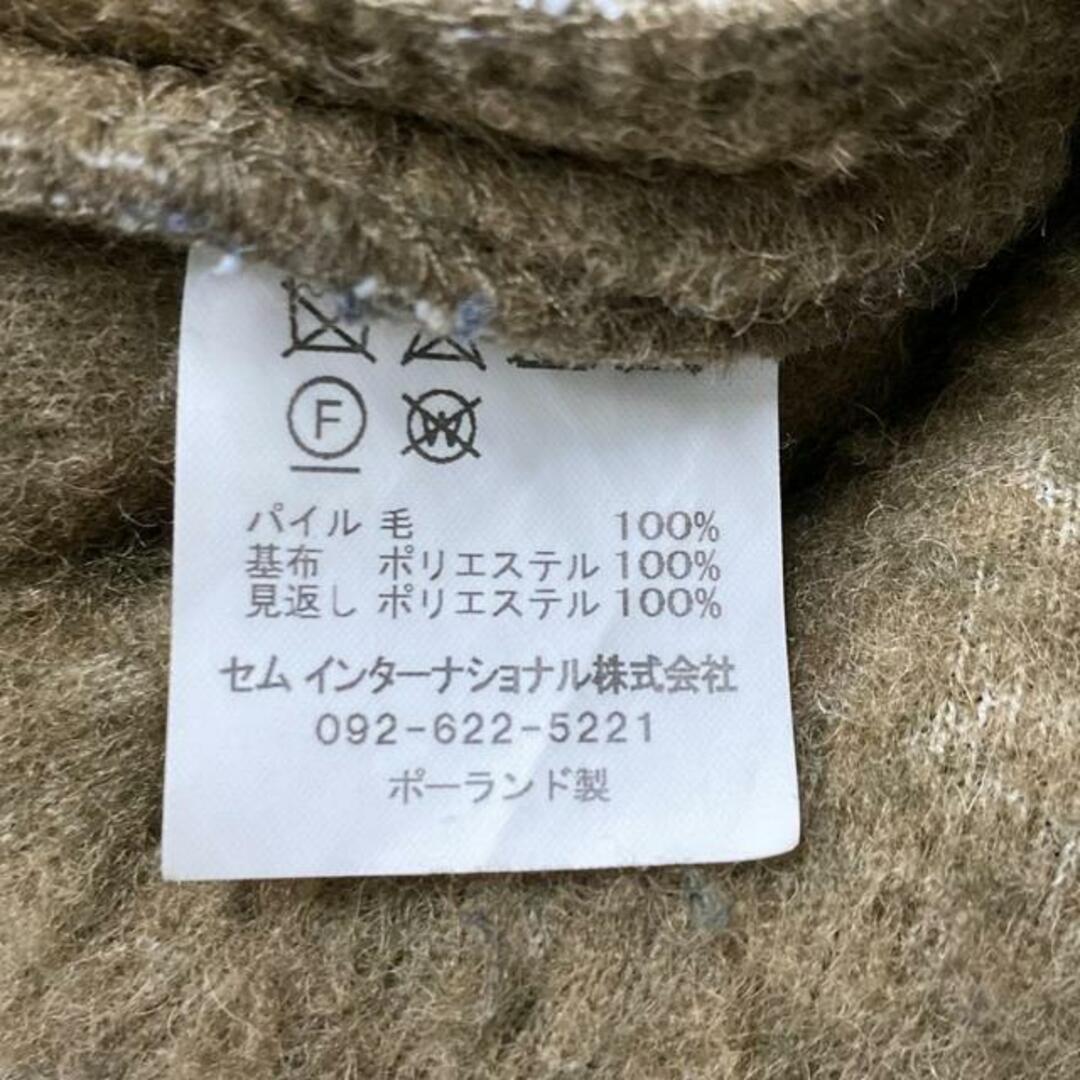 F W
パイル 毛 100%
基布 ポリエステル 100%
見返し ポリエステル 100%
セム インターナショナル株式会社
092-622-5221
ポーランド製